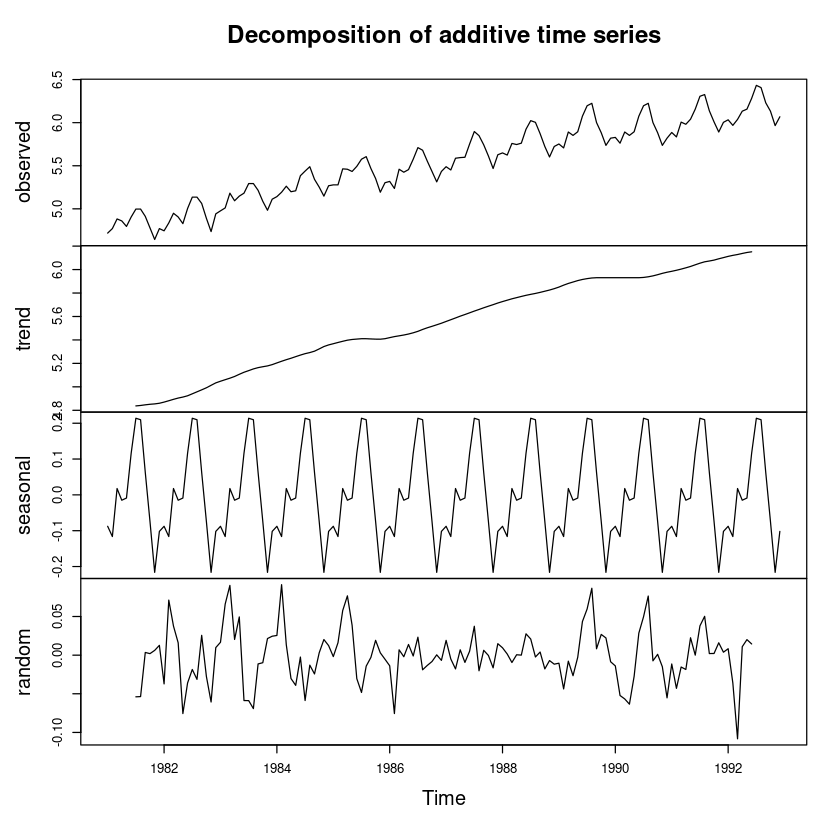 Decomposition of additive time series
observed
5.0 5.5 6.0 6.5
trend
4.8 5.2 5.6 6.0
seasonal
-0.2 -0.1 0.0 0.1 0.2
random
-0.10 0.00 0.05
1982 1984 1986 1988 1990 1992
Time